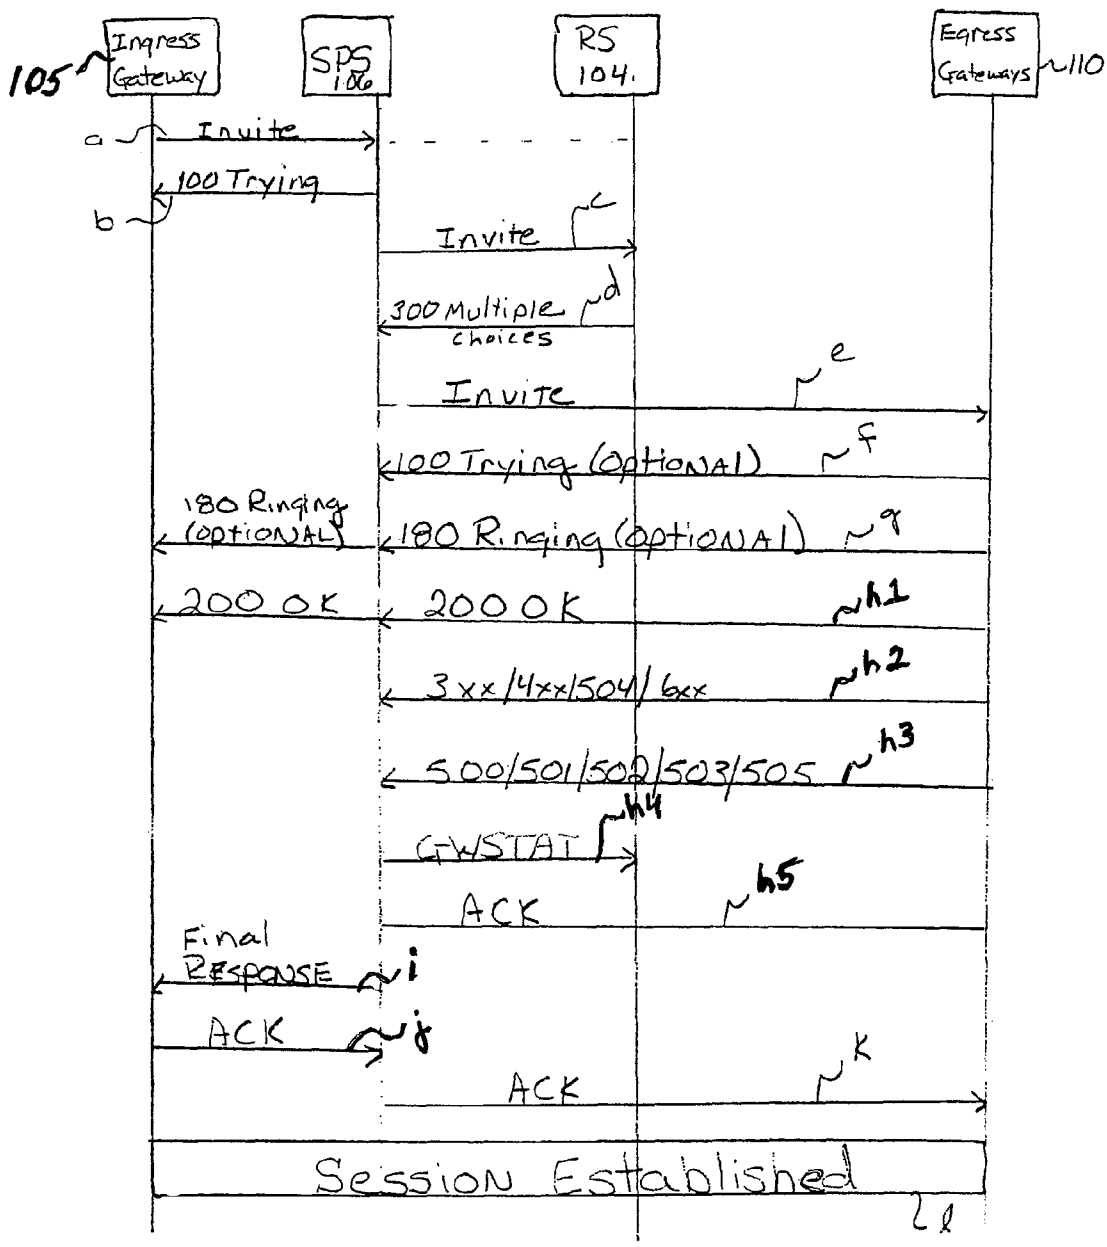 Ingress
Gateway
105
SPS
106
RS
104.
Egress
Gateways
110
a
Invite
100 Trying
b
c
Invite
d
300 Multiple
choices
e
Invite
f
100 Trying (OPTIONAL)
180 Ringing
(OPTIONAL)
180 Ringing (OPTIONAL)
g
200 OK
200 OK
h1
3xx/4xx/504/6xx
h2
500/501/502/503/505
h3
GWSTAT
h4
ACK
h5
Final
RESPONSE
i
ACK
j
ACK
K
Session Established
l